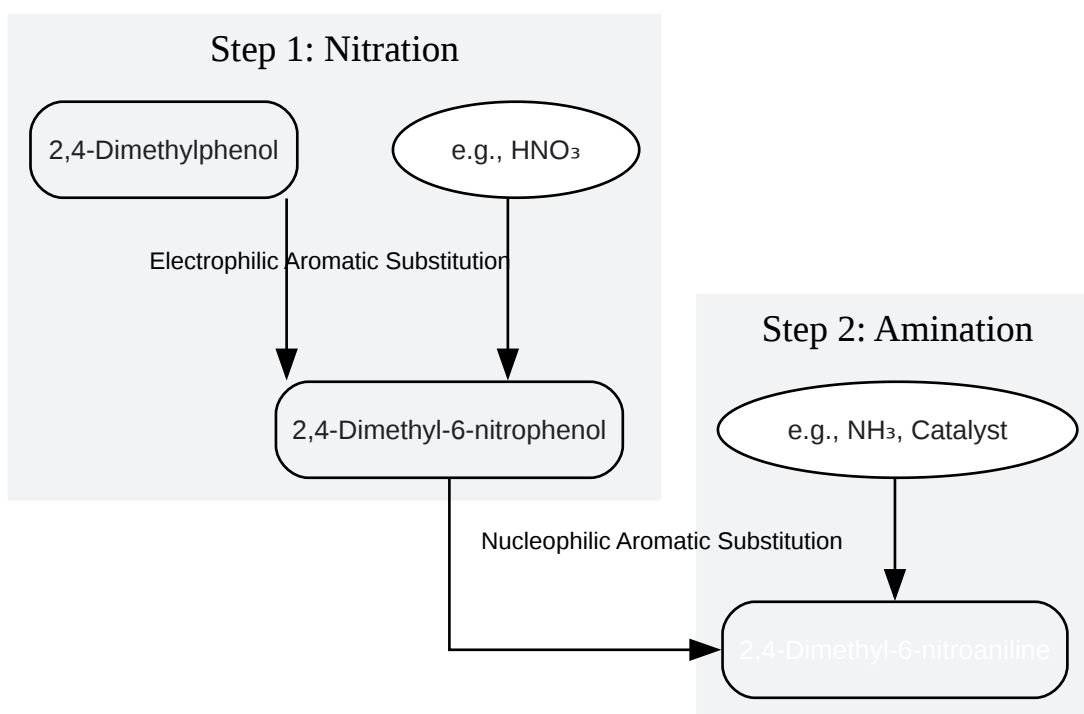 Step 1: Nitration
2,4-Dimethylphenol
e.g., HNO₃
Electrophilic Aromatic Substitution
2,4-Dimethyl-6-nitrophenol
Step 2: Amination
e.g., NH₃, Catalyst
Nucleophilic Aromatic Substitution
2,4-Dimethyl-6-nitroaniline